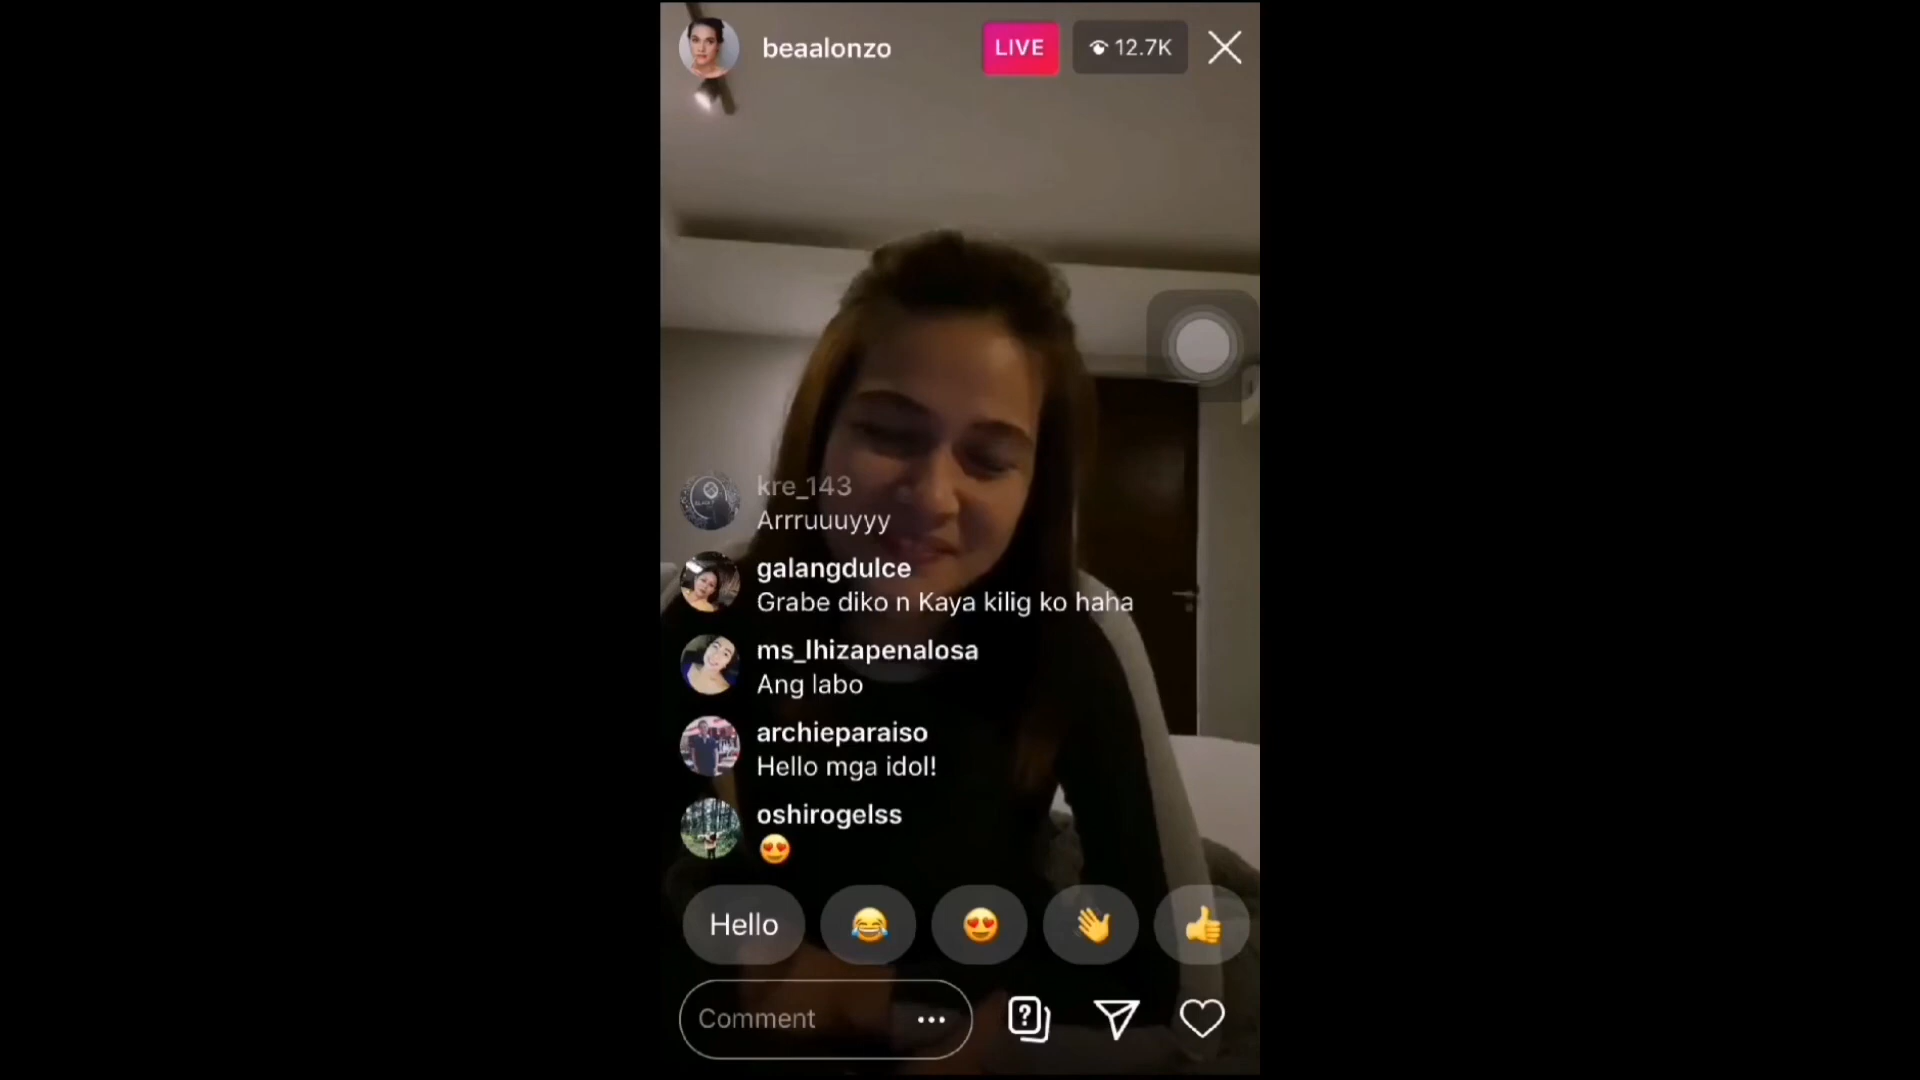 beaalonzo
LIVE
12.7K
kre_143
Arrruuuyyy
galangdulce
Grabe diko n Kaya kilig ko haha
ms_lhizapenalosa
Ang labo
archieparaiso
Hello mga idol!
oshirogelss
😍
Hello 😂 😍 👋 👍
Comment